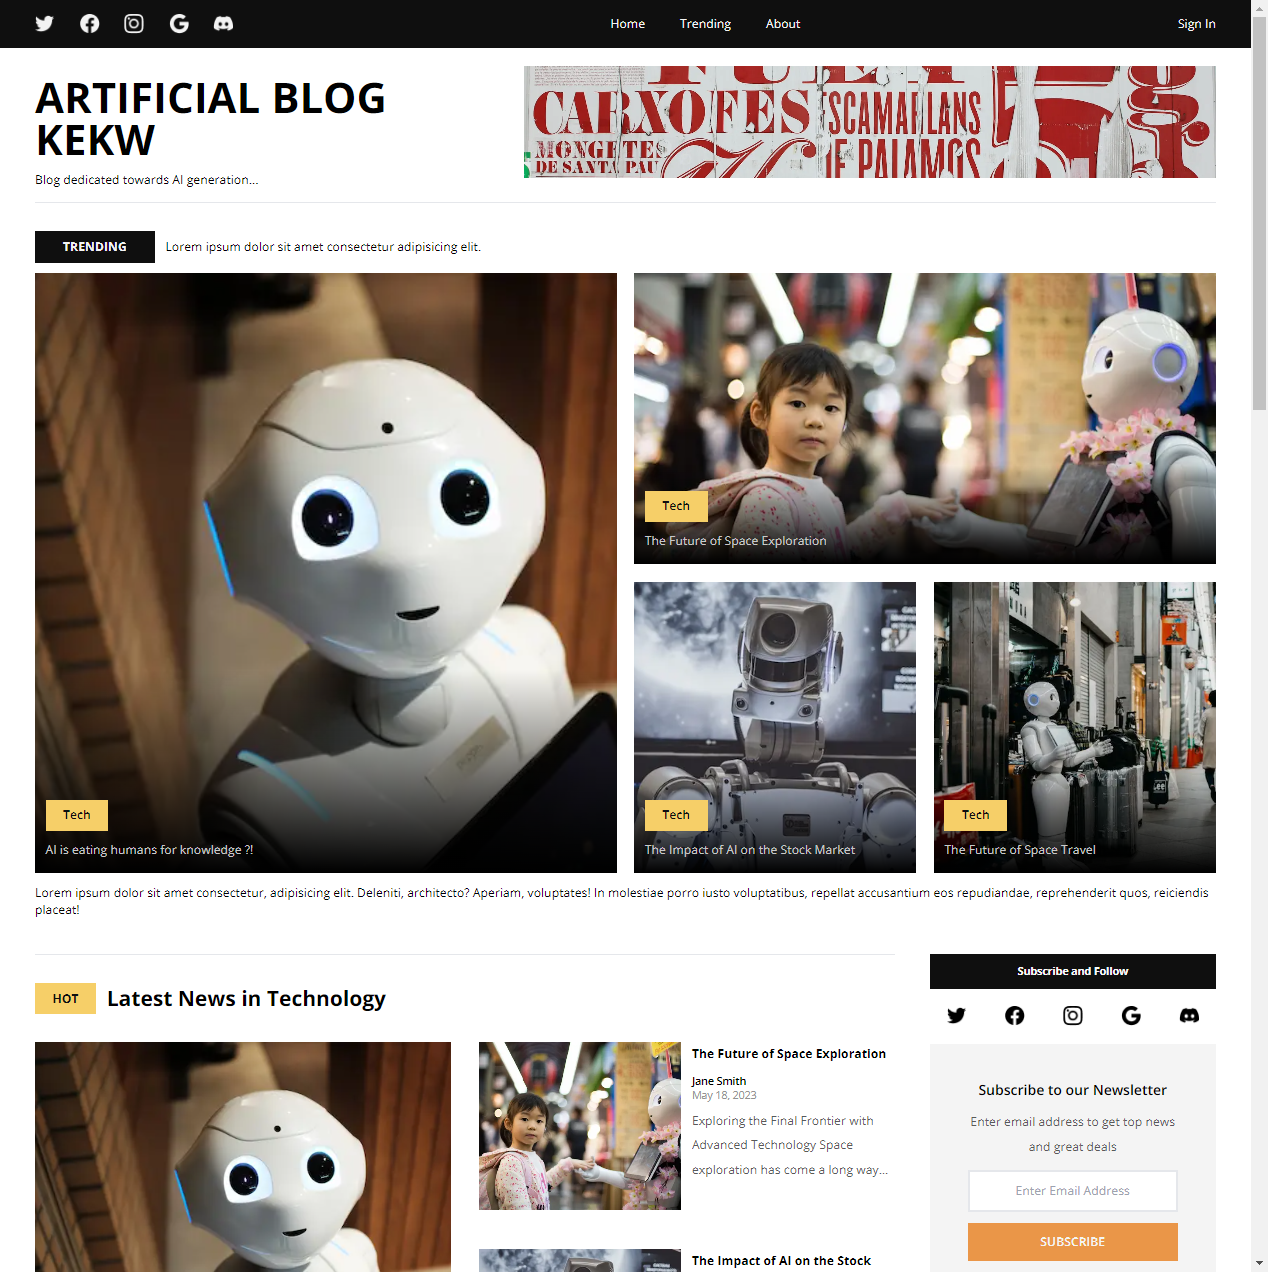 Home Trending About Sign In
ARTIFICIAL BLOG
KEKW
Blog dedicated towards AI generation...
CARXOFES
MONGETES
DE SANTA PAU
ESCAMARLANS
DE PALAMÓS
TRENDING Lorem ipsum dolor sit amet consectetur adipisicing elit.
Tech
The Future of Space Exploration
Tech
AI is eating humans for knowledge ?!
Tech
The Impact of AI on the Stock Market
Tech
The Future of Space Travel
Lorem ipsum dolor sit amet consectetur, adipisicing elit. Deleniti, architecto? Aperiam, voluptates! In molestiae porro iusto voluptatibus, repellat accusantium eos repudiandae, reprehenderit quos, reiciendis
placeat!
HOT Latest News in Technology
The Future of Space Exploration
Jane Smith
May 18, 2023
Exploring the Final Frontier with
Advanced Technology Space
exploration has come a long way...
The Impact of AI on the Stock
Subscribe and Follow
Subscribe to our Newsletter
Enter email address to get top news
and great deals
Enter Email Address
SUBSCRIBE